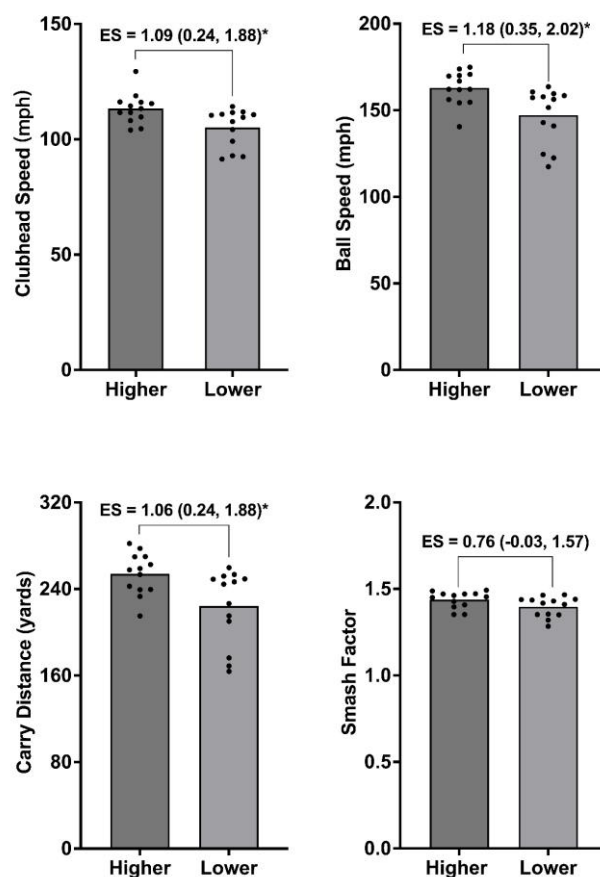 ES = 1.09 (0.24, 1.88)*
Clubhead Speed (mph)
150
100
50
0
Higher Lower
ES = 1.18 (0.35, 2.02)*
Ball Speed (mph)
200
150
100
50
0
Higher Lower
ES = 1.06 (0.24, 1.88)*
Carry Distance (yards)
320
240
160
80
0
Higher Lower
ES = 0.76 (-0.03, 1.57)
Smash Factor
2.0
1.5
1.0
0.5
0.0
Higher Lower